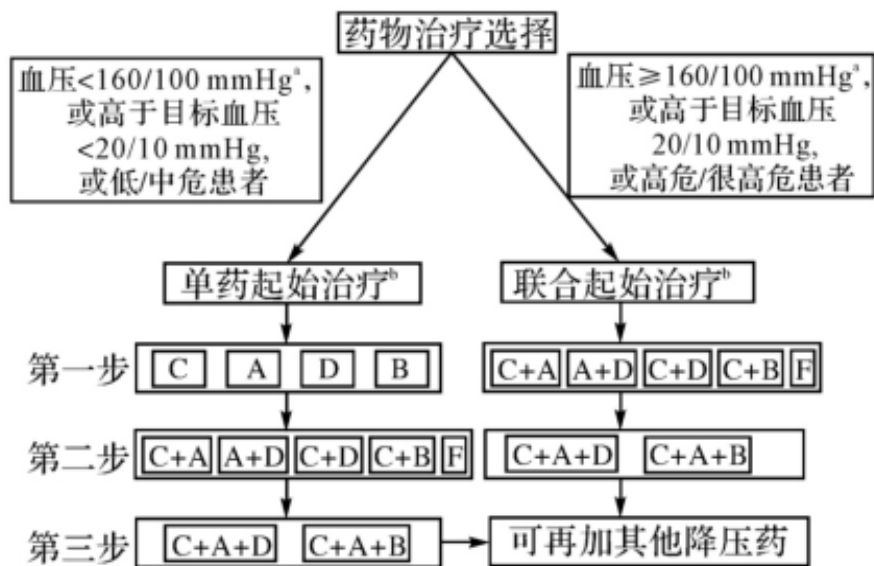 药物治疗选择
血压<160/100 mmHgᵃ,
或高于目标血压
<20/10 mmHg,
或低/中危患者
血压≥160/100 mmHgᵃ,
或高于目标血压
20/10 mmHg,
或高危/很高危患者
单药起始治疗ᵇ
联合起始治疗ᵇ
第一步 C A D B
C+A A+D C+D C+B F
第二步 C+A A+D C+D C+B F
C+A+D C+A+B
第三步 C+A+D C+A+B
可再加其他降压药